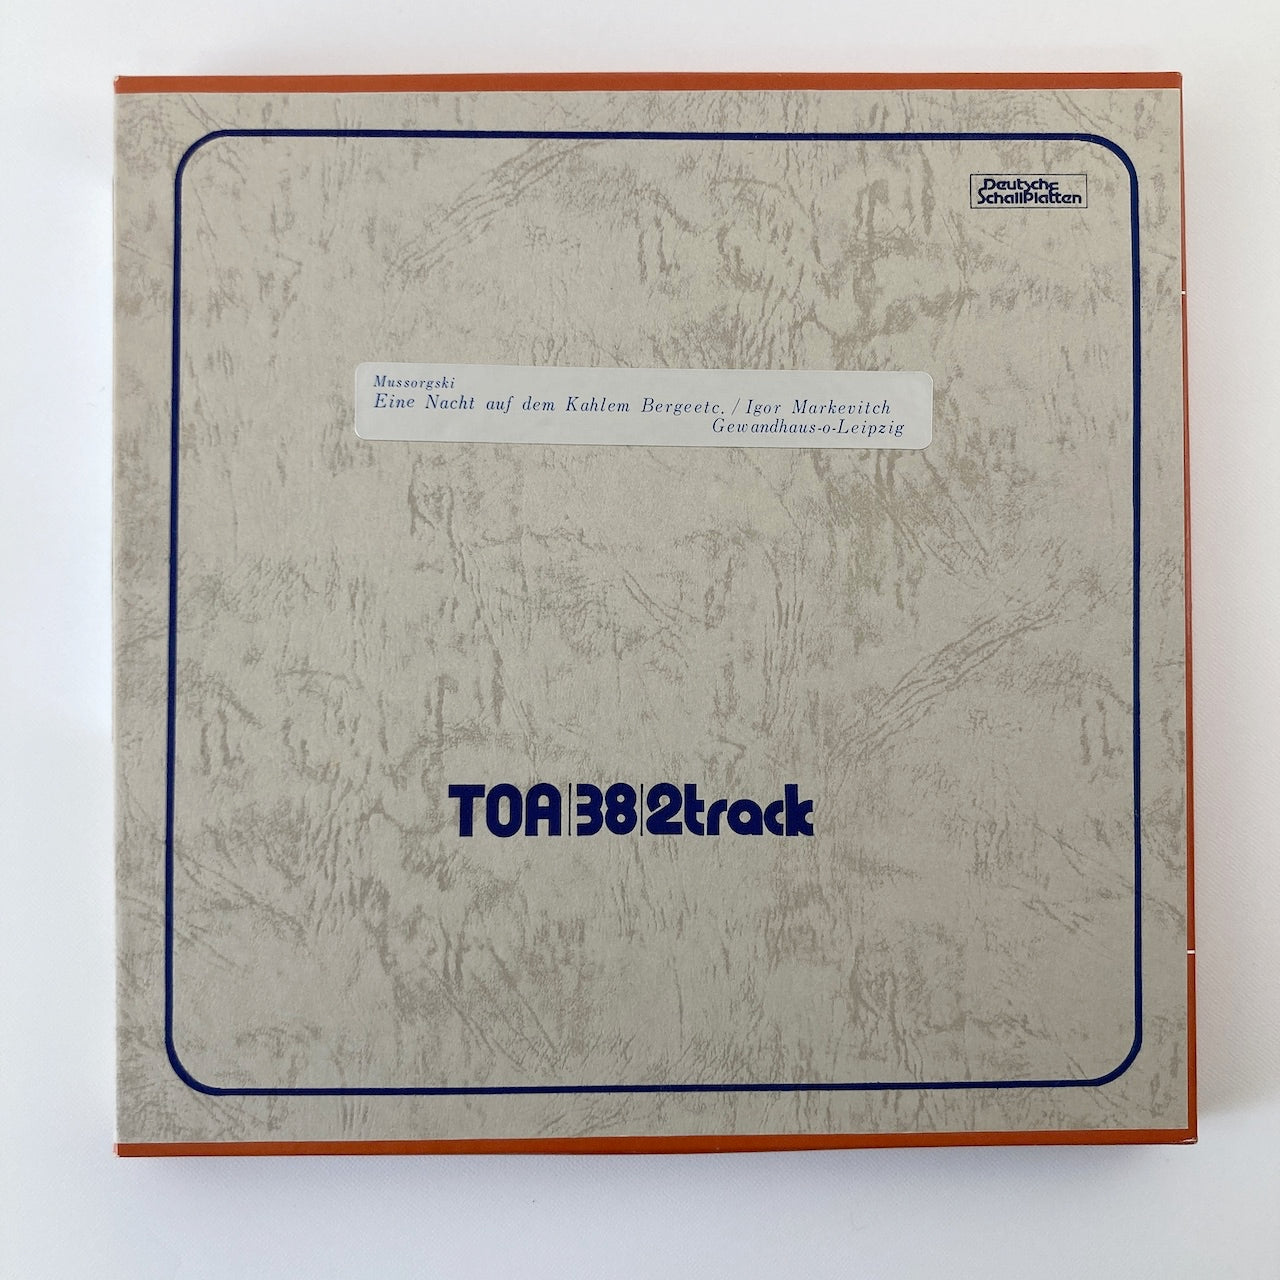 Deutsche
SchallPlatten
Mussorgski
Eine Nacht auf dem Kahlem Bergeetc. / Igor Markevitch
Gewandhaus-o-Leipzig
TOA|38|2track